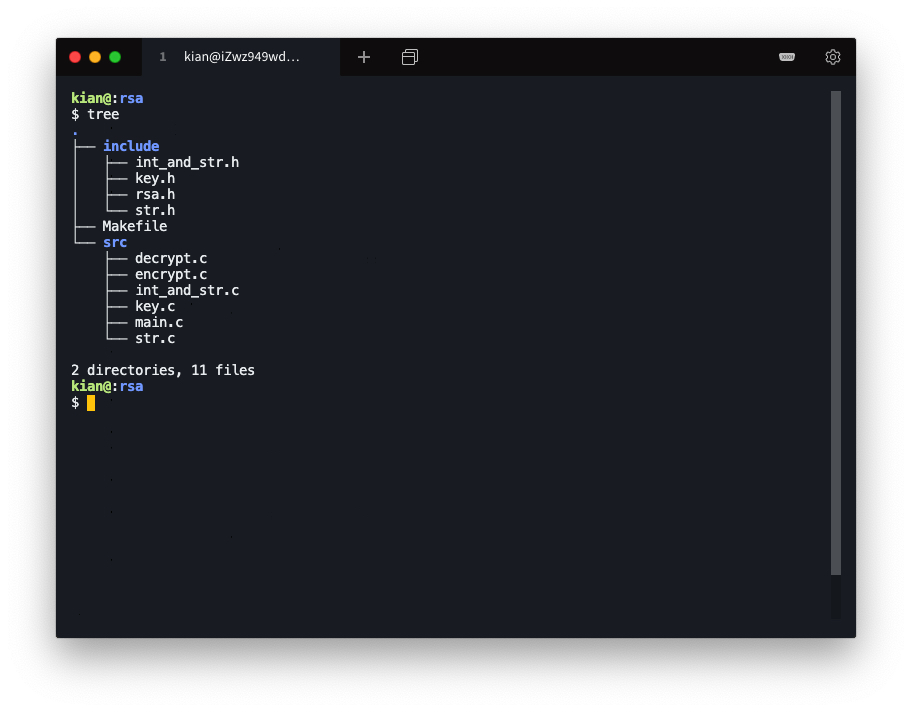 1 kian@iZwz949wd...
kian@:rsa
$ tree
.
├── include
│   ├── int_and_str.h
│   ├── key.h
│   ├── rsa.h
│   └── str.h
├── Makefile
└── src
    ├── decrypt.c
    ├── encrypt.c
    ├── int_and_str.c
    ├── key.c
    ├── main.c
    └── str.c
2 directories, 11 files
kian@:rsa
$